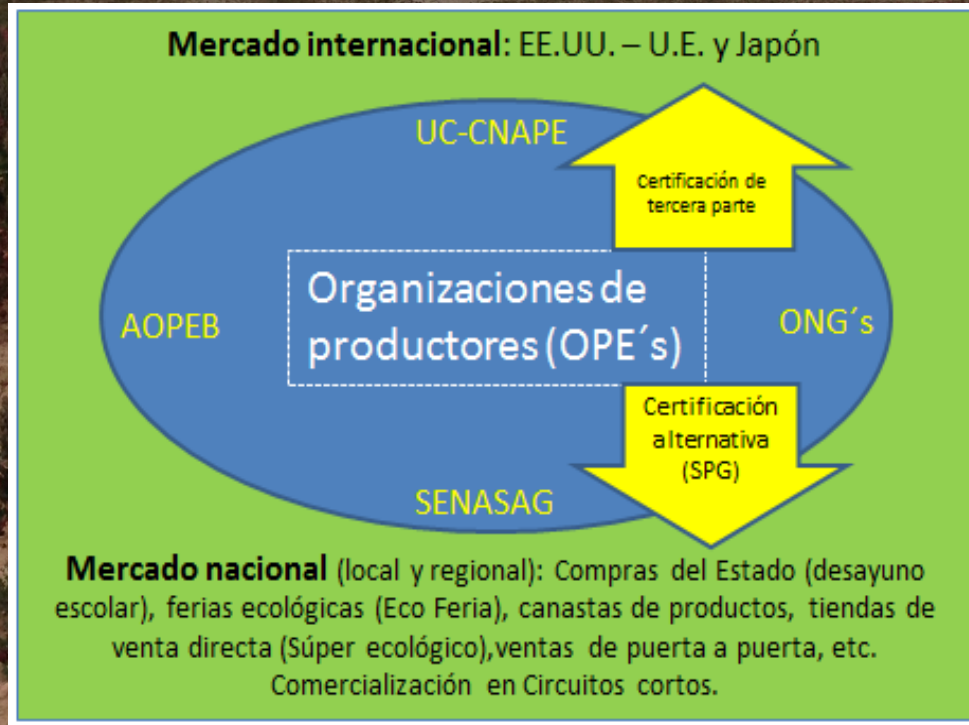 Mercado internacional: EE.UU. – U.E. y Japón
UC-CNAPE
Certificación de
tercera parte
Organizaciones de
productores (OPE´s)
AOPEB
ONG´s
Certificación
alternativa
(SPG)
SENASAG
Mercado nacional (local y regional): Compras del Estado (desayuno
escolar), ferias ecológicas (Eco Feria), canastas de productos, tiendas de
venta directa (Súper ecológico),ventas de puerta a puerta, etc.
Comercialización en Circuitos cortos.